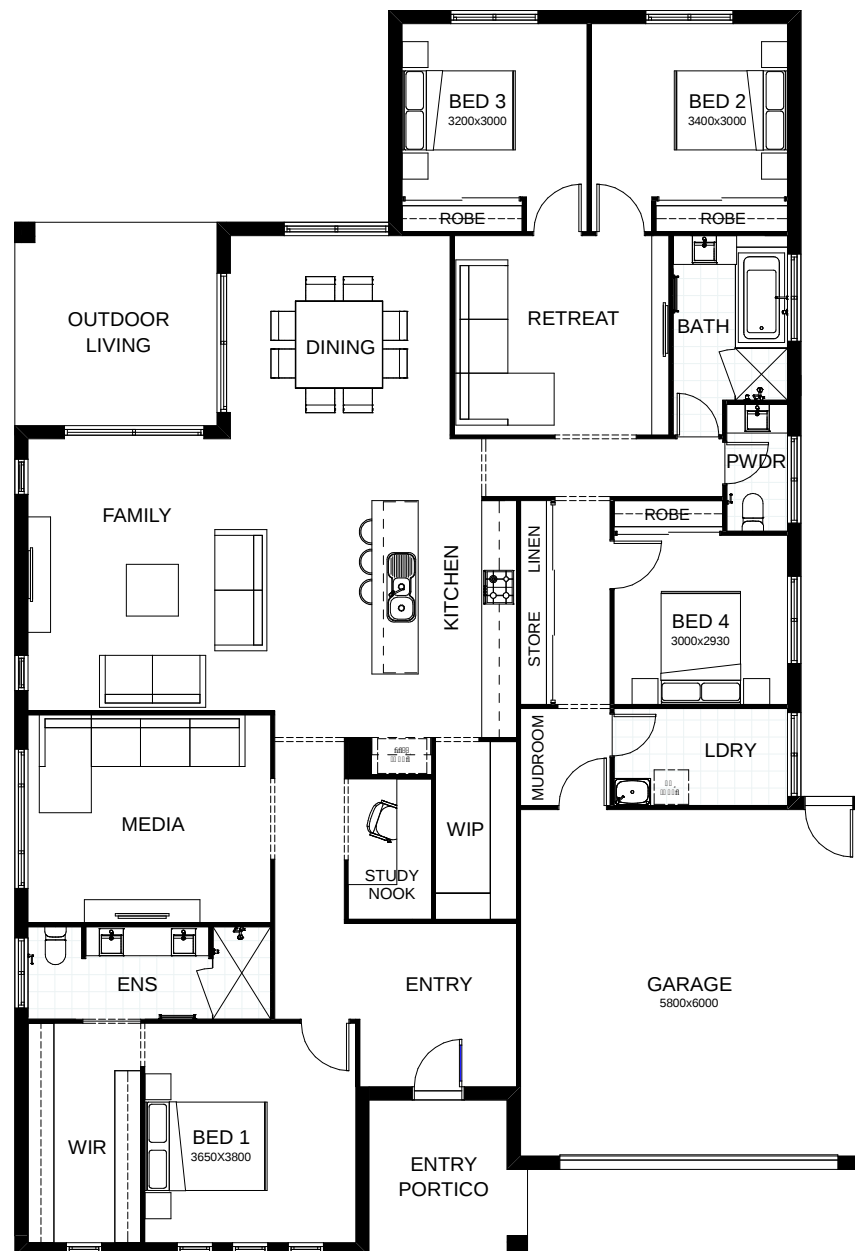 BED 3
3200x3000
BED 2
3400x3000
ROBE
ROBE
OUTDOOR
LIVING
DINING
RETREAT
BATH
PWDR
FAMILY
KITCHEN
LINEN
STORE
ROBE
BED 4
3000x2930
MUDROOM
LDRY
MEDIA
WIP
STUDY
NOOK
ENS
ENTRY
GARAGE
5800x6000
WIR
BED 1
3650X3800
ENTRY
PORTICO